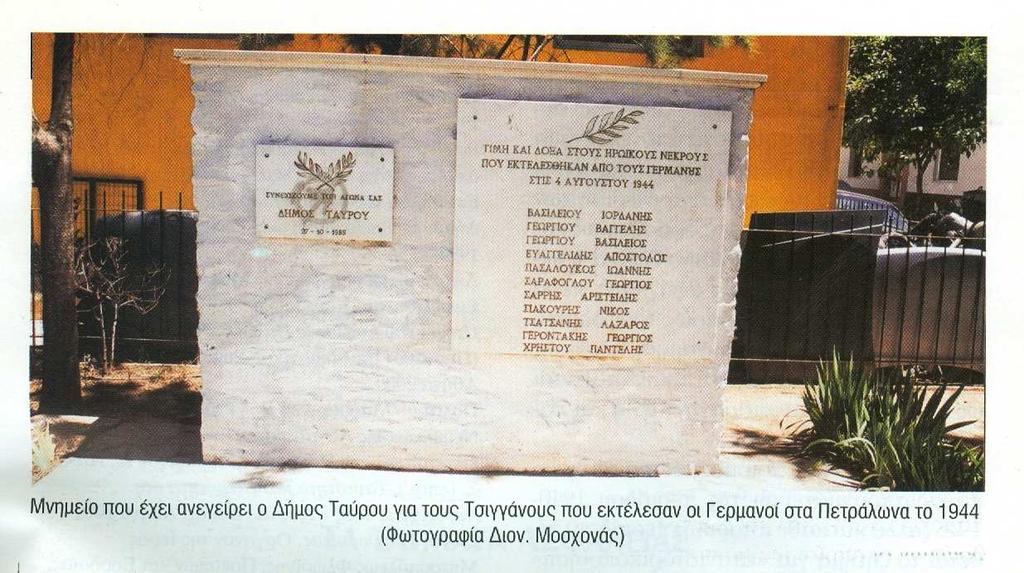 ΣΥΝΕΧΙΖΟΥΜΕ ΤΟΝ ΑΓΩΝΑ ΣΑΣ
ΔΗΜΟΣ ΤΑΥΡΟΥ
27 - 10 - 1985
ΤΙΜΗ ΚΑΙ ΔΟΞΑ ΣΤΟΥΣ ΗΡΩΙΚΟΥΣ ΝΕΚΡΟΥΣ
ΠΟΥ ΕΚΤΕΛΕΣΘΗΚΑΝ ΑΠΟ ΤΟΥΣ ΓΕΡΜΑΝΟΥΣ
ΣΤΙΣ 4 ΑΥΓΟΥΣΤΟΥ 1944
ΒΑΣΙΛΕΙΟΥ ΙΟΡΔΑΝΗΣ
ΓΕΩΡΓΙΟΥ ΒΑΓΓΕΛΗΣ
ΓΕΩΡΓΙΟΥ ΒΑΣΙΛΕΙΟΣ
ΕΥΑΓΓΕΛΙΔΗΣ ΑΠΟΣΤΟΛΟΣ
ΠΑΣΑΛΟΥΚΟΣ ΙΩΑΝΝΗΣ
ΣΑΡΑΦΟΓΛΟΥ ΓΕΩΡΓΙΟΣ
ΣΑΡΡΗΣ ΑΡΙΣΤΕΙΔΗΣ
ΣΙΑΚΟΥΡΗΣ ΝΙΚΟΣ
ΤΣΑΤΣΑΝΗΣ ΛΑΖΑΡΟΣ
ΓΕΡΟΝΤΑΚΗΣ ΓΕΩΡΓΙΟΣ
ΧΡΗΣΤΟΥ ΠΑΝΤΕΛΗΣ
Μνημείο που έχει ανεγείρει ο Δήμος Ταύρου για τους Τσιγγάνους που εκτέλεσαν οι Γερμανοί στα Πετράλωνα το 1944
(Φωτογραφία Διον. Μοσχονάς)